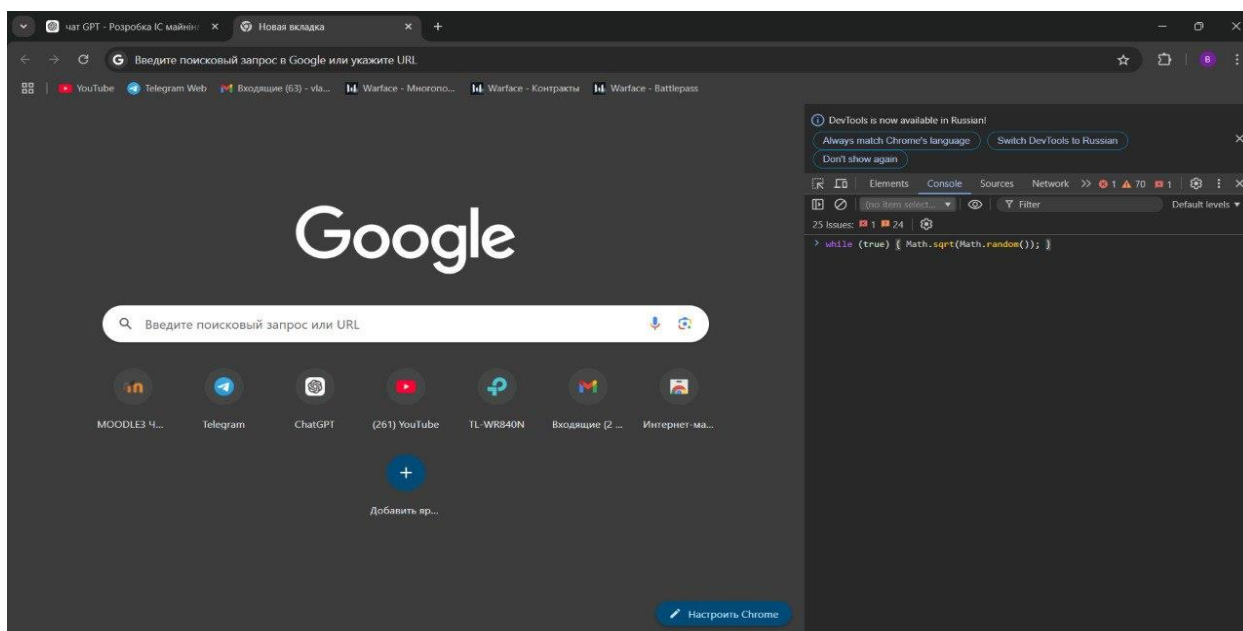 чат GPT - Розробка ІС майнінг
Новая вкладка
Введите поисковый запрос в Google или укажите URL
B
YouTube
Telegram Web
Входящие (63) - vla...
Warface - Многопо...
Warface - Контракты
Warface - Battlepass
DevTools is now available in Russian!
Always match Chrome's language
Switch DevTools to Russian
Don't show again
Elements Console Sources Network 1 70 1
(no item select... Filter Default levels
25 Issues: 1 24
> while (true) { Math.sqrt(Math.random()); }
Google
Введите поисковый запрос или URL
MOODLE3 Ч...
Telegram
ChatGPT
(261) YouTube
TL-WR840N
Входящие (2 ...
Интернет-ма...
Добавить яр...
Настроить Chrome